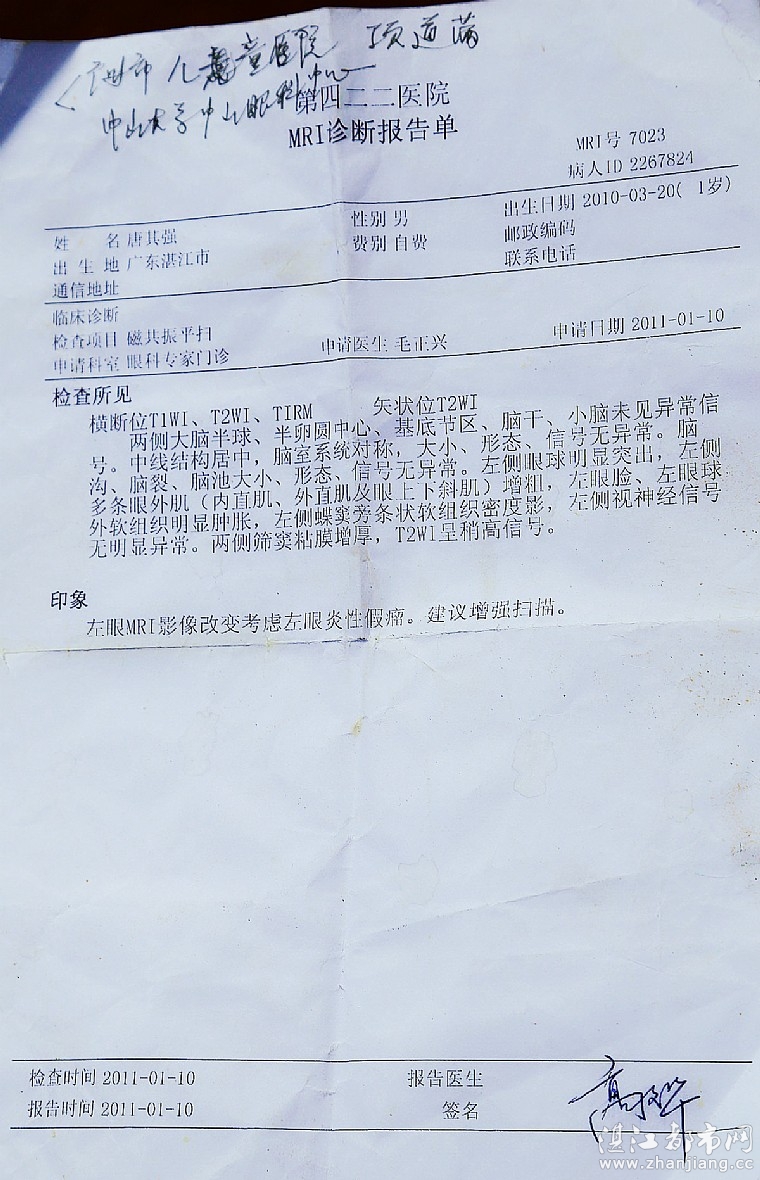 广州市儿童医院 项道满
中山大学中山眼科中心
第四二二医院
MRI诊断报告单
MRI号 7023
病人ID 2267824
姓 名 唐其强 性别 男 出生日期 2010-03-20( 1岁)
出 生 地 广东湛江市 费别 自费 邮政编码
通信地址 联系电话
临床诊断
检查项目 磁共振平扫
申请科室 眼科专家门诊 申请医生 毛正兴 申请日期 2011-01-10
检查所见
横断位T1WI、T2WI、TIRM 矢状位T2WI
两侧大脑半球、半卵圆中心、基底节区、脑干、小脑未见异常信
号。中线结构居中，脑室系统对称，大小、形态、信号无异常。脑
沟、脑裂、脑池大小、形态、信号无异常。左侧眼球明显突出，左侧
多条眼外肌（内直肌、外直肌及眼上下斜肌）增粗，左眼脸、左眼球
外软组织明显肿胀，左侧蝶窦旁条状软组织密度影，左侧视神经信号
无明显异常。两侧筛窦粘膜增厚，T2WI呈稍高信号。
印象
左眼MRI影像改变考虑左眼炎性假瘤。建议增强扫描。
检查时间 2011-01-10 报告医生
报告时间 2011-01-10 签名
湛江都市网
www.zhanjiang.cc